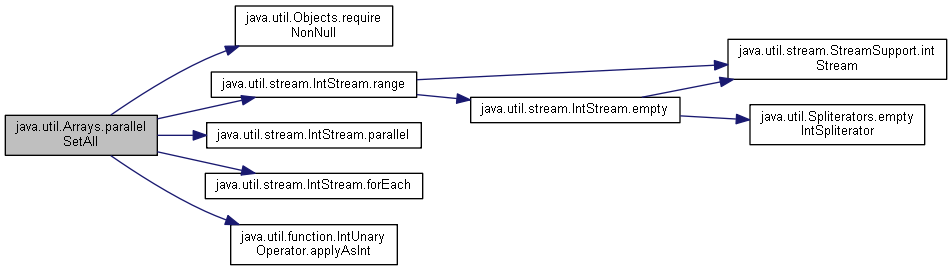 java.util.Objects.require
NonNull
java.util.stream.StreamSupport.int
Stream
java.util.stream.IntStream.range
java.util.stream.IntStream.empty
java.util.Spliterators.empty
IntSpliterator
java.util.Arrays.parallel
SetAll
java.util.stream.IntStream.parallel
java.util.stream.IntStream.forEach
java.util.function.IntUnary
Operator.applyAsInt